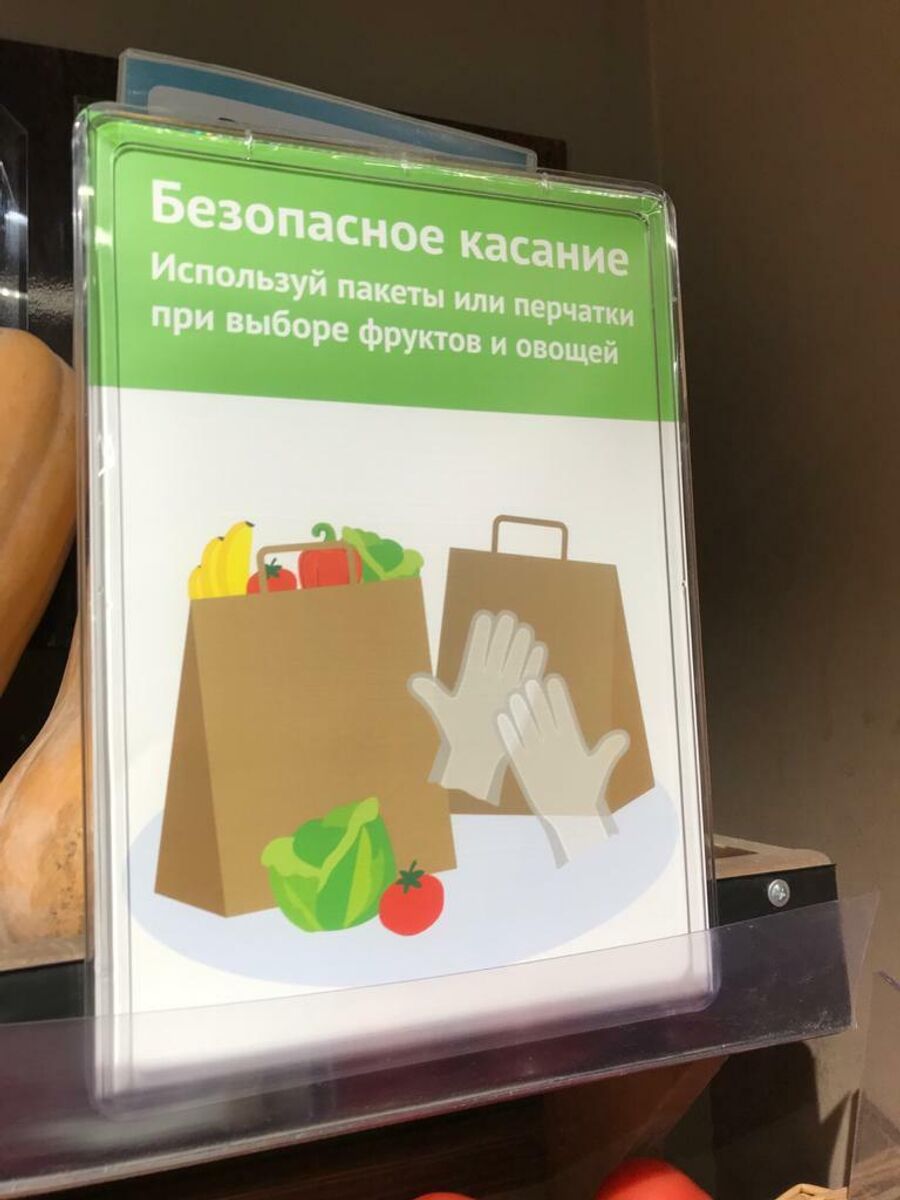 Безопасное касание
Используй пакеты или перчатки
при выборе фруктов и овощей